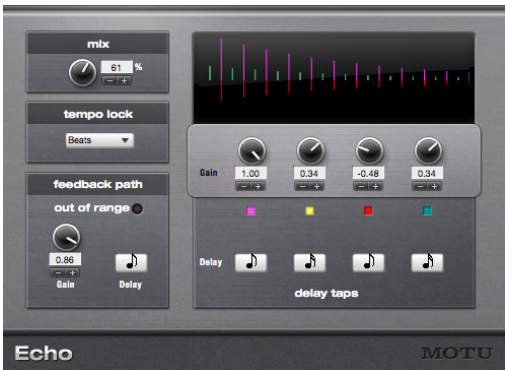 mix
61 %
- +
tempo lock
Beats
feedback path
out of range
0.86
- +
Gain Delay
Gain 1.00 0.34 -0.48 0.34
- + - + - + - +
Delay
delay taps
Echo MOTU